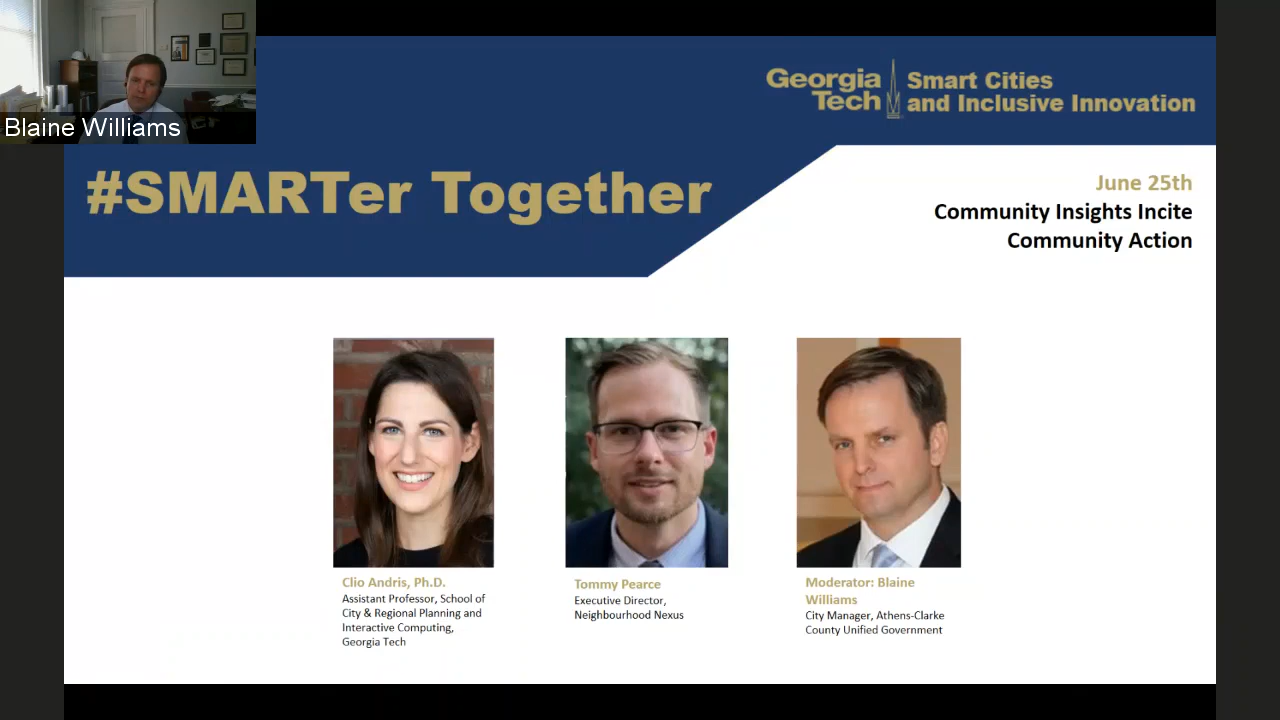 Blaine Williams
Georgia
Tech
Smart Cities
and Inclusive Innovation
#SMARTer Together
June 25th
Community Insights Incite
Community Action
Clio Andris, Ph.D.
Assistant Professor, School of
City & Regional Planning and
Interactive Computing,
Georgia Tech
Tommy Pearce
Executive Director,
Neighbourhood Nexus
Moderator: Blaine
Williams
City Manager, Athens-Clarke
County Unified Government